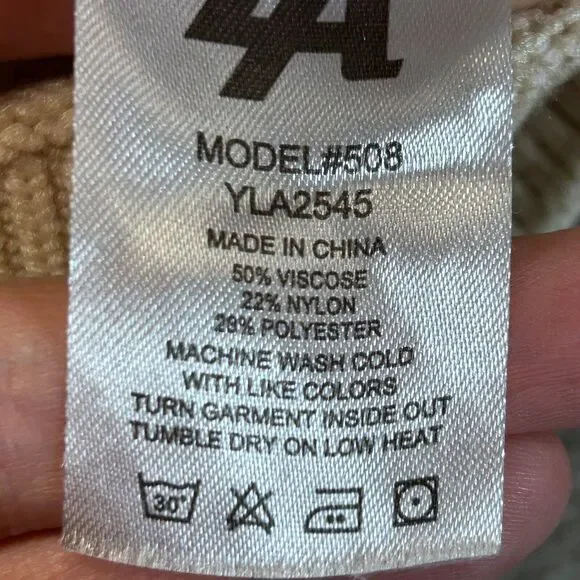 MODEL#508
YLA2545
MADE IN CHINA
50% VISCOSE
22% NYLON
28% POLYESTER
MACHINE WASH COLD
WITH LIKE COLORS
TURN GARMENT INSIDE OUT
TUMBLE DRY ON LOW HEAT
30°